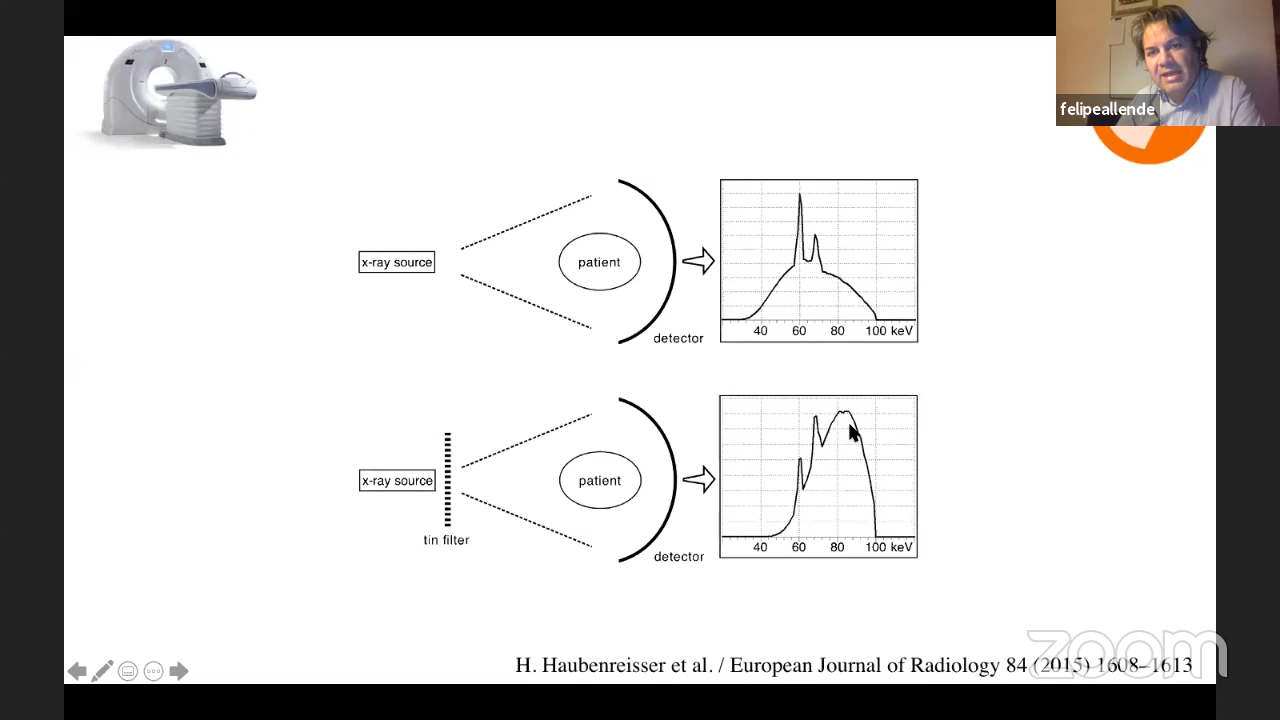 felipeallende
x-ray source
patient
detector
40 60 80 100 keV
x-ray source
patient
tin filter
detector
40 60 80 100 keV
H. Haubenreisser et al. / European Journal of Radiology 84 (2015) 1608–1613
zoom